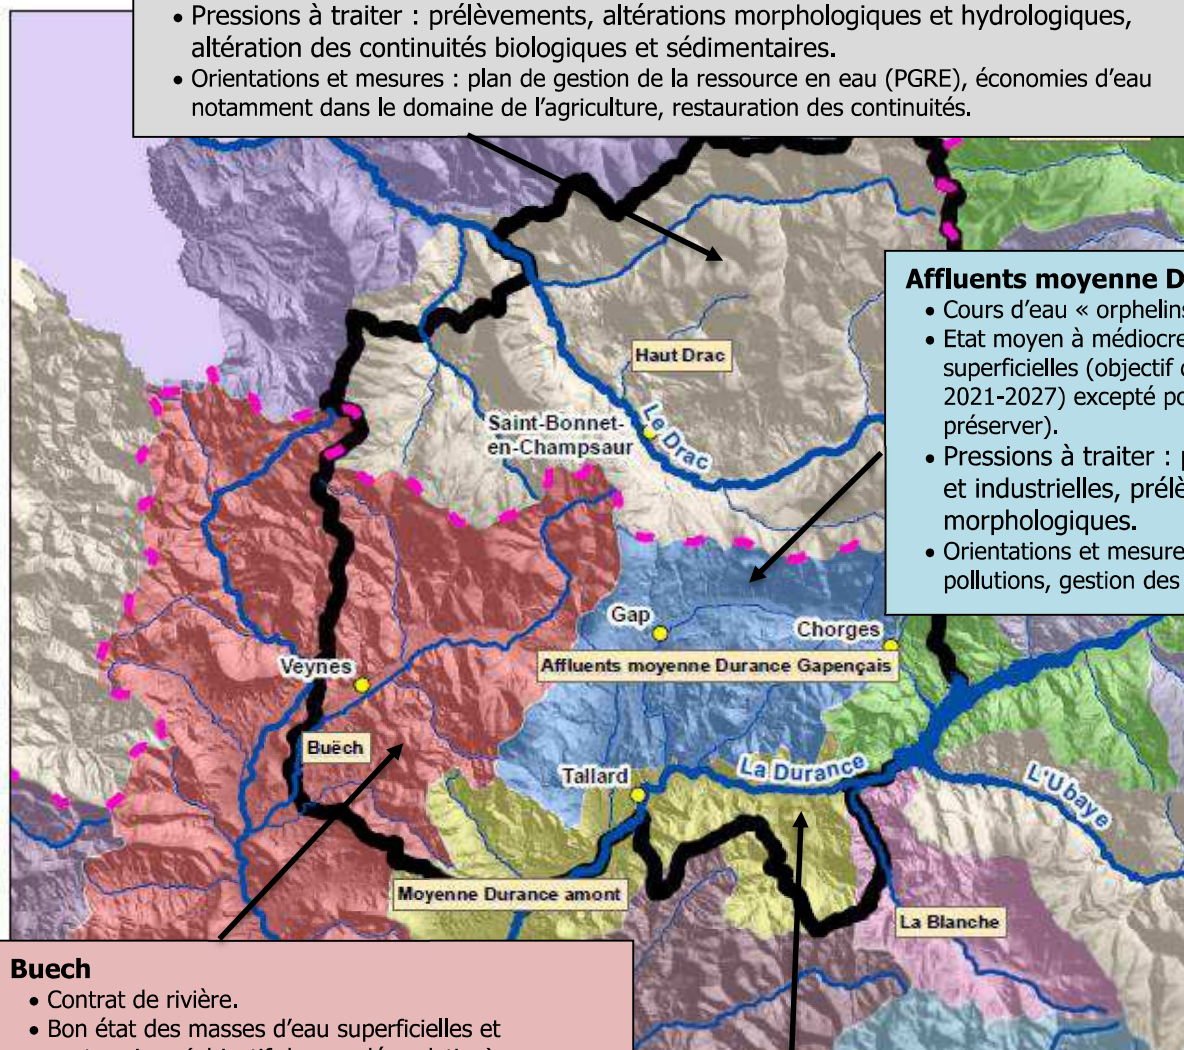 • Pressions à traiter : prélèvements, altérations morphologiques et hydrologiques,
altération des continuités biologiques et sédimentaires.
• Orientations et mesures : plan de gestion de la ressource en eau (PGRE), économies d’eau
notamment dans le domaine de l’agriculture, restauration des continuités.
Affluents moyenne D
• Cours d’eau « orphelins
• Etat moyen à médiocre
superficielles (objectif
2021-2027) excepté po
préserver).
• Pressions à traiter : p
et industrielles, prélè
morphologiques.
• Orientations et mesure
pollutions, gestion des
Haut Drac
Saint-Bonnet-
en-Champsaur
Le Drac
Gap
Chorges
Affluents moyenne Durance Gapençais
Veynes
Buëch
Tallard
La Durance
L'Ubaye
Moyenne Durance amont
La Blanche
Buech
• Contrat de rivière.
• Bon état des masses d’eau superficielles et